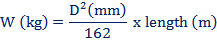 W (kg) = D²(mm)/162 x length (m)